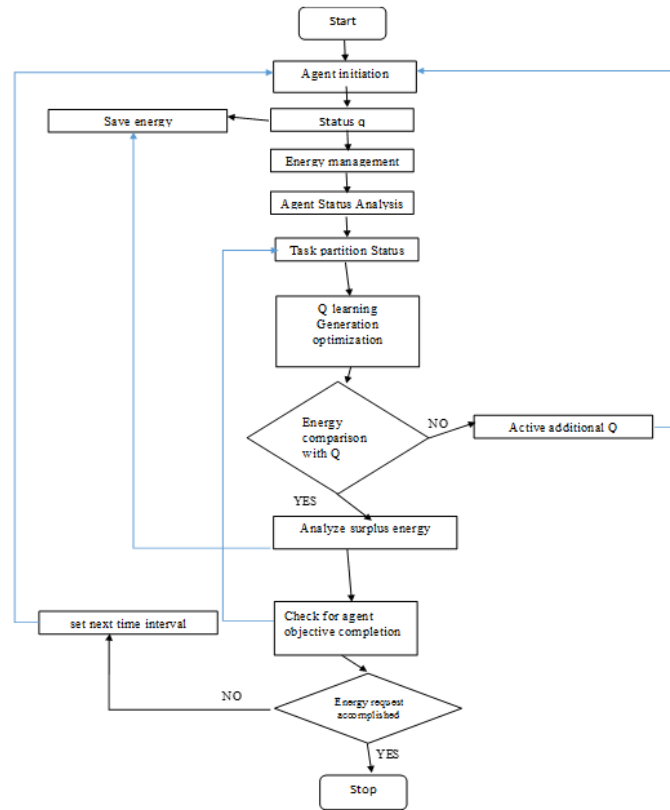 Start
Agent initiation
Save energy
Status q
Energy management
Agent Status Analysis
Task partition Status
Q learning
Generation
optimization
Energy
comparison
with Q
NO
Active additional Q
YES
Analyze surplus energy
Check for agent
objective completion
set next time interval
Energy request
accomplished
NO
YES
Stop